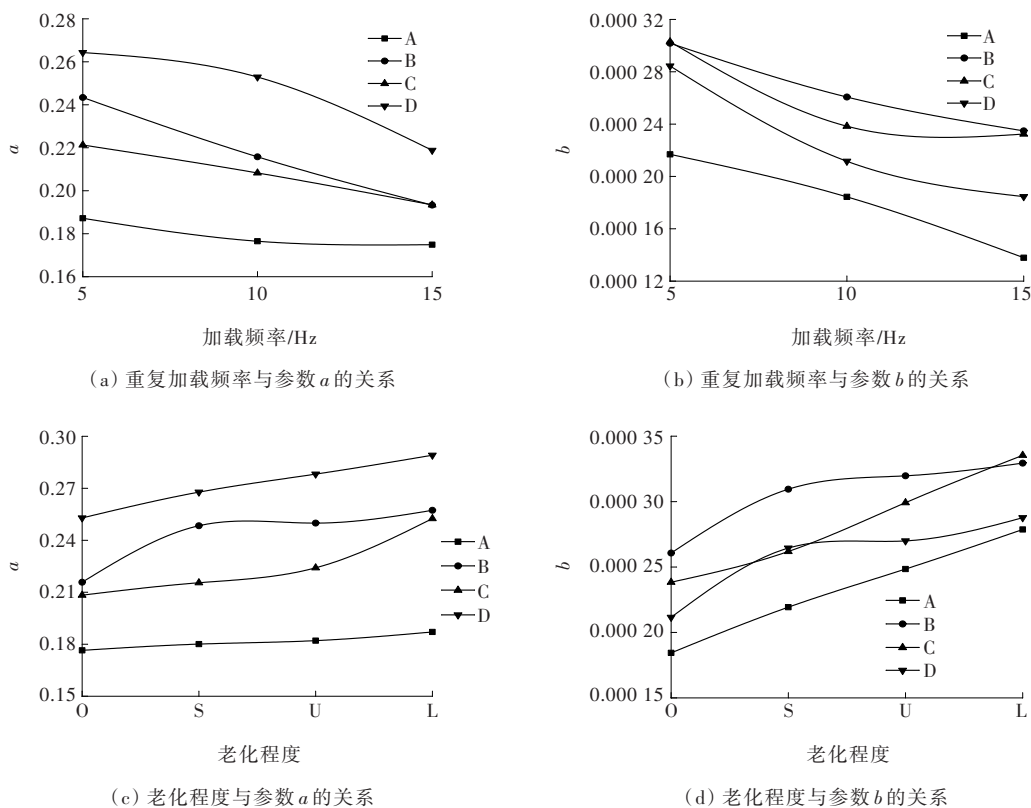 0.28
0.26
0.24
0.22
0.20
0.18
0.16
a
5
10
15
A
B
C
D
加载频率/Hz
(a) 重复加载频率与参数a的关系
0.000 32
0.000 28
0.000 24
0.000 20
0.000 16
0.000 12
b
5
10
15
A
B
C
D
加载频率/Hz
(b) 重复加载频率与参数b的关系
0.30
0.27
0.24
0.21
0.18
0.15
a
O
S
U
L
A
B
C
D
老化程度
(c) 老化程度与参数a的关系
0.000 35
0.000 30
0.000 25
0.000 20
0.000 15
b
O
S
U
L
A
B
C
D
老化程度
(d) 老化程度与参数b的关系